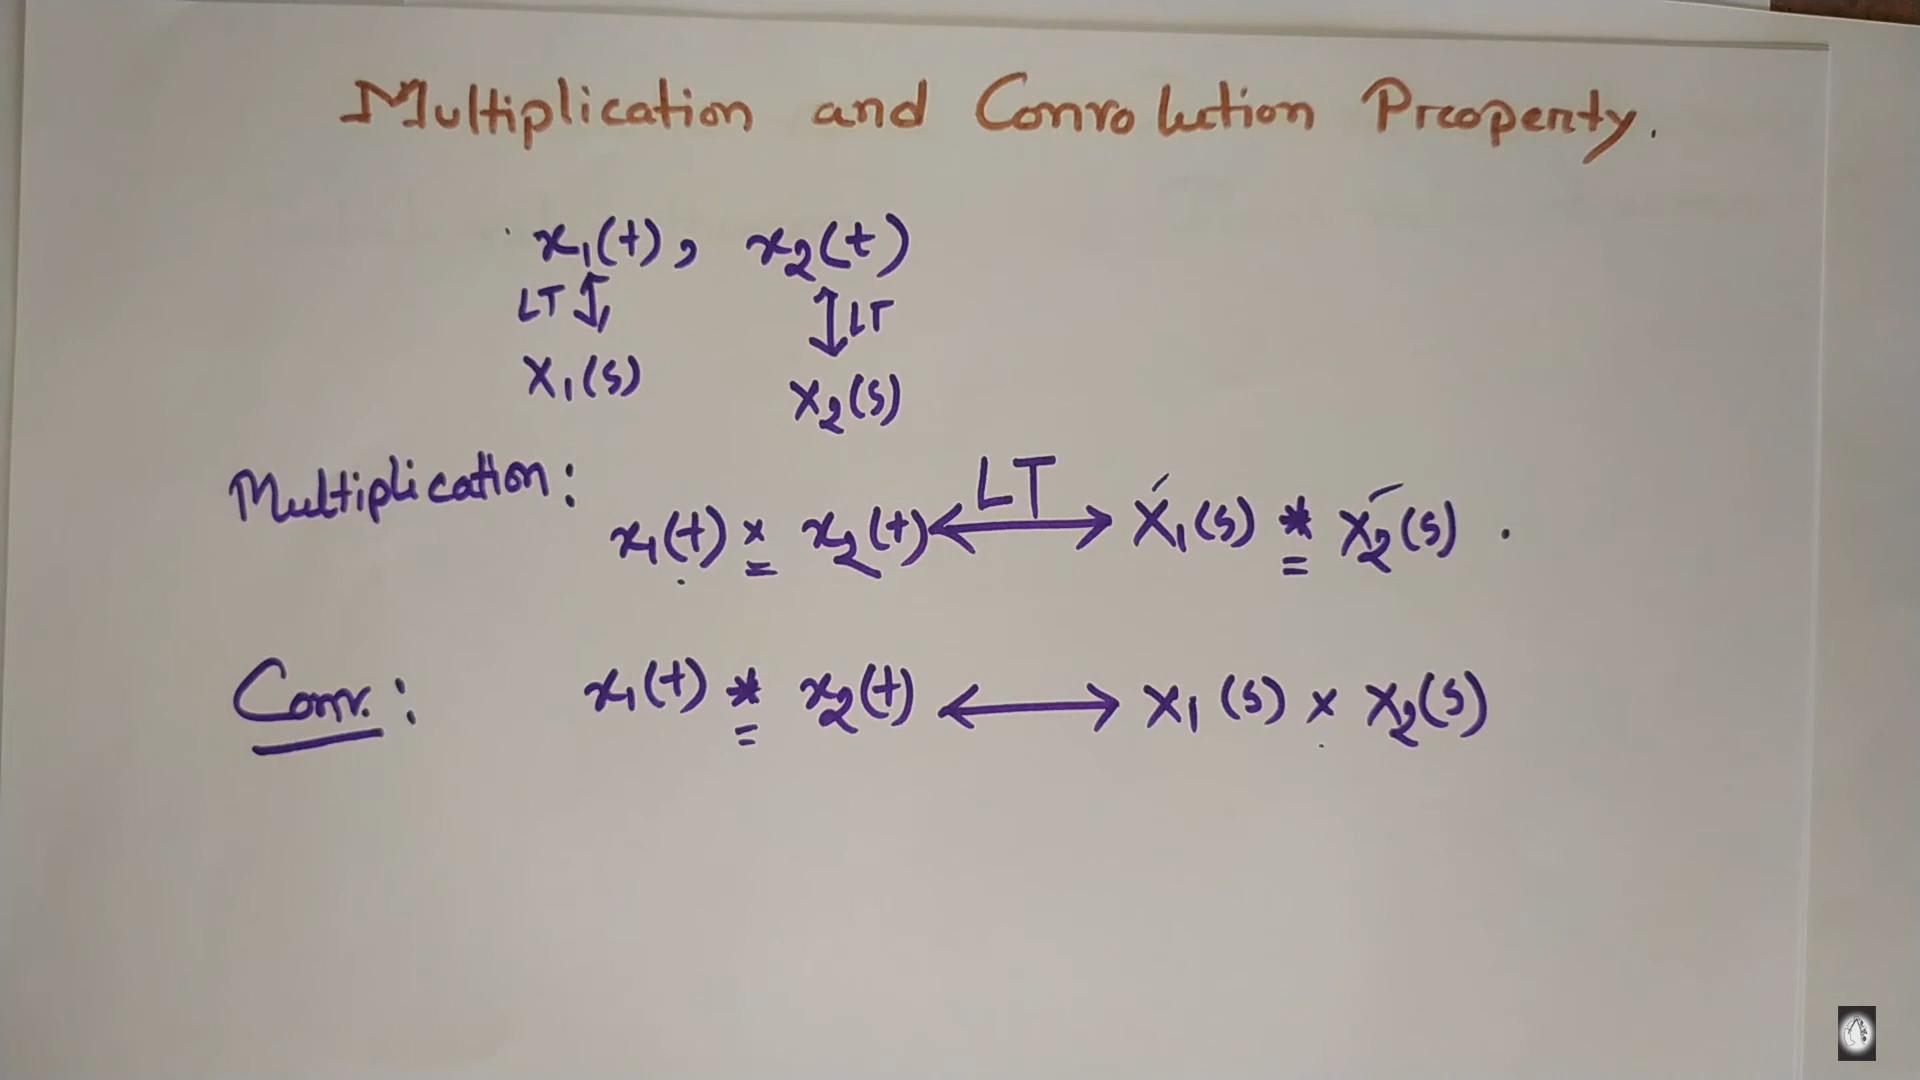 Multiplication and Convolution Preoperty.
x₁(t), x₂(t)
LT ↕ ↕ LT
X₁(s) X₂(s)
Multiplication:
x₁(t) × x₂(t) ⟷ LT X₁(s) * X₂(s).
Conv.: x₁(t) * x₂(t) ⟷ X₁(s) × X₂(s)